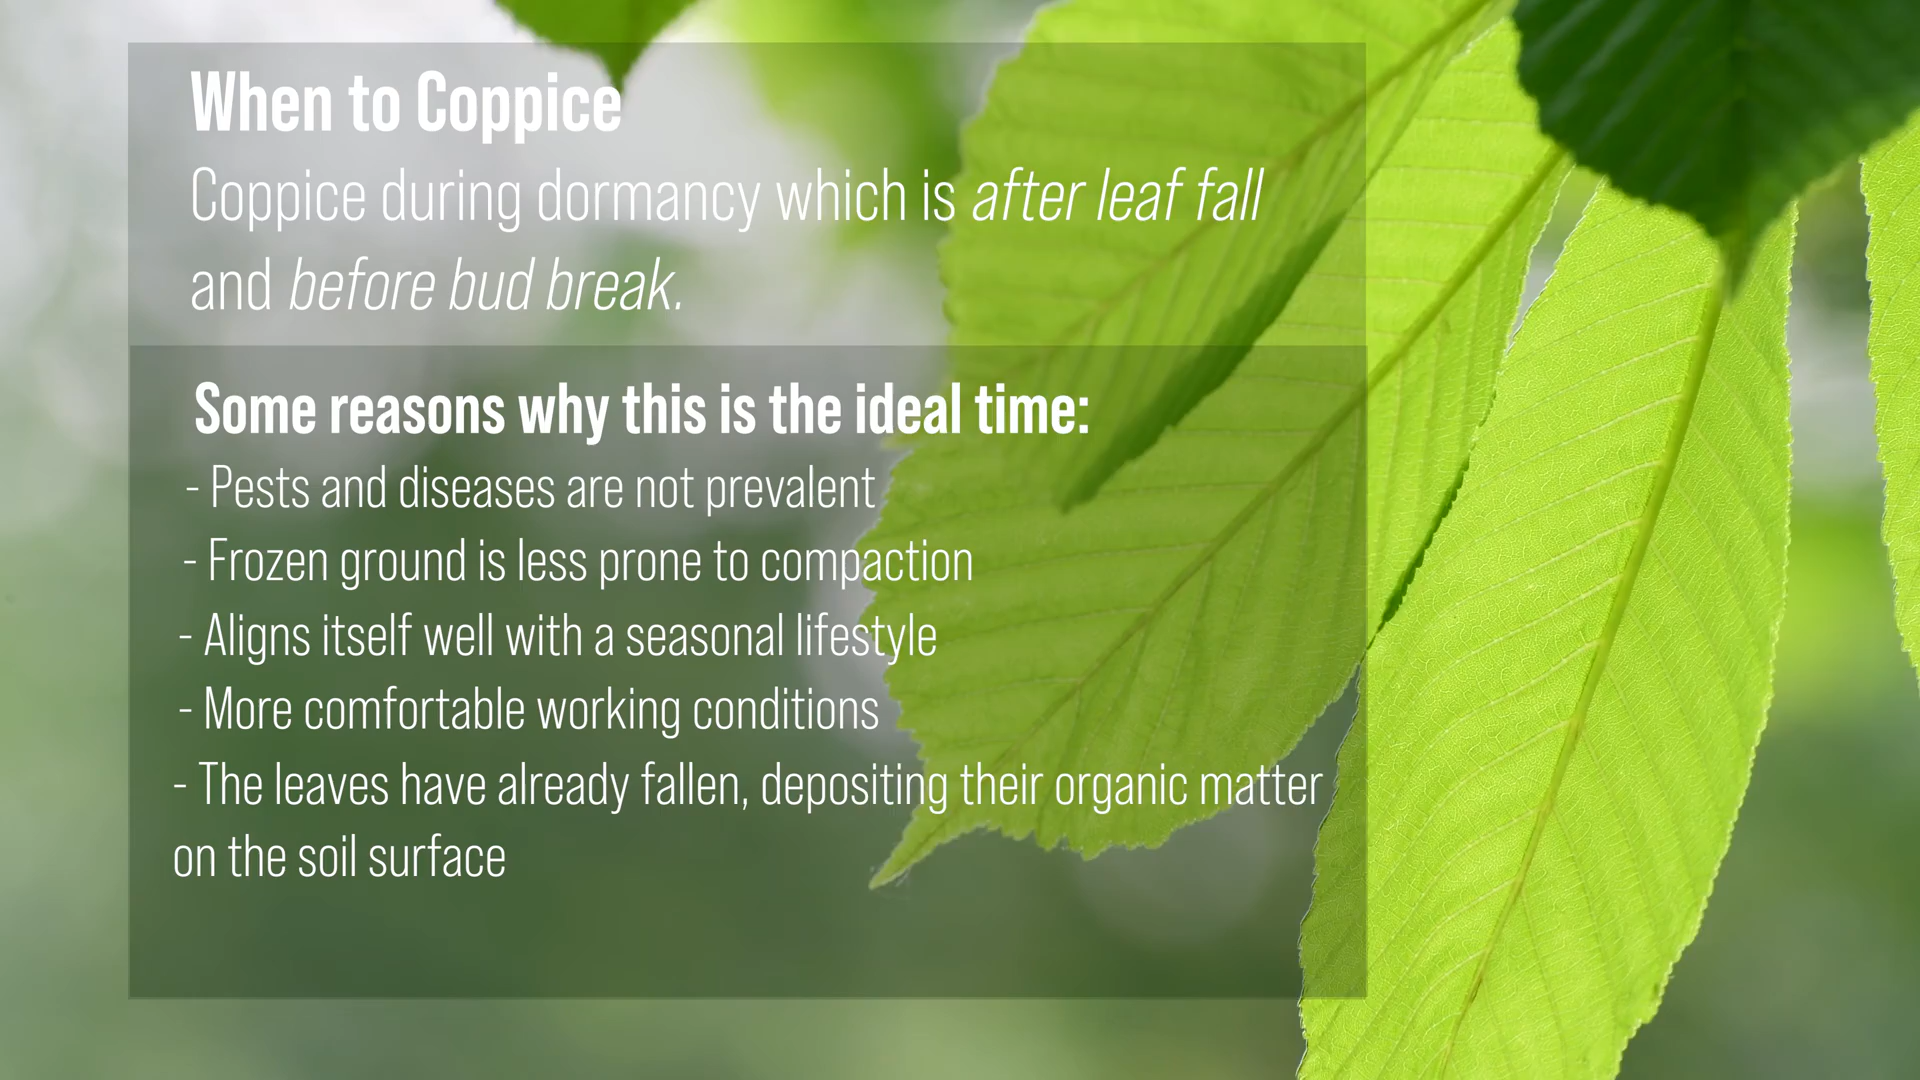 When to Coppice
Coppice during dormancy which is after leaf fall
and before bud break.
Some reasons why this is the ideal time:
- Pests and diseases are not prevalent
- Frozen ground is less prone to compaction
- Aligns itself well with a seasonal lifestyle
- More comfortable working conditions
- The leaves have already fallen, depositing their organic matter
on the soil surface